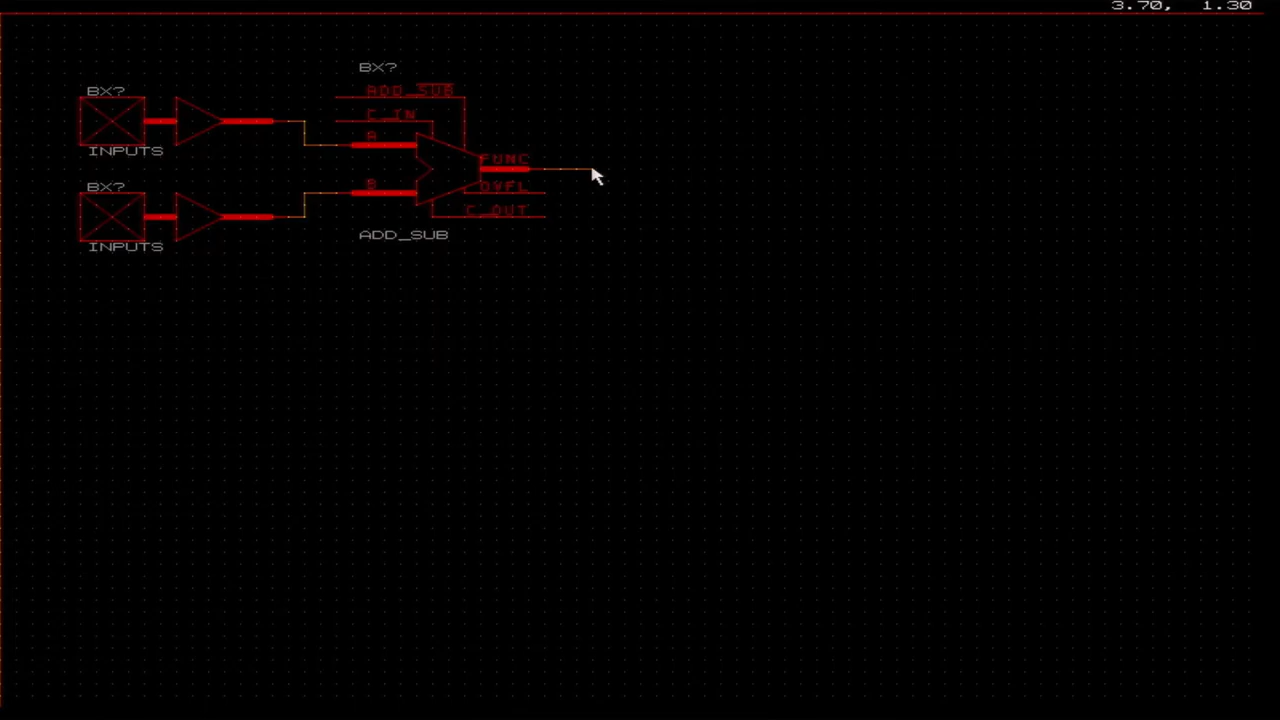 3.70, 1.30
BX?
ADD_SUB
C_IN
A
BX?
INPUTS
FUNC
BX?
B
OVFL
C_OUT
INPUTS
ADD_SUB